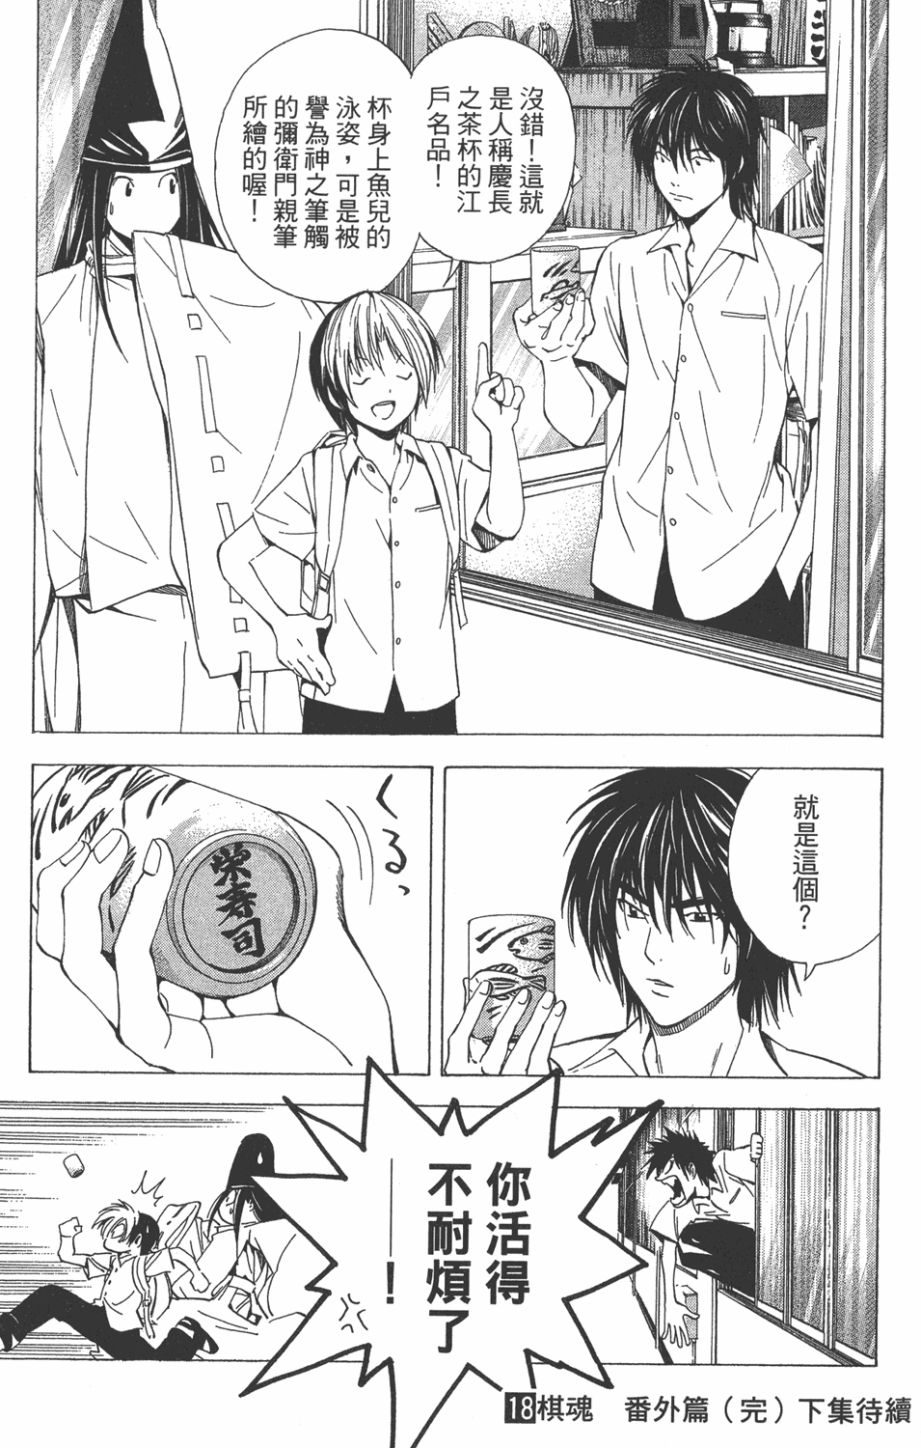 沒錯！這就
是人稱慶長
之茶杯的江
戶名品！
杯身上魚兒的
泳姿，可是被
譽為神之筆觸
的彌衛門親筆
所繪的喔！
就是這個？
くるっ
栄寿司
你活得
不耐煩了
——！
18棋魂　番外篇（完）下集待續